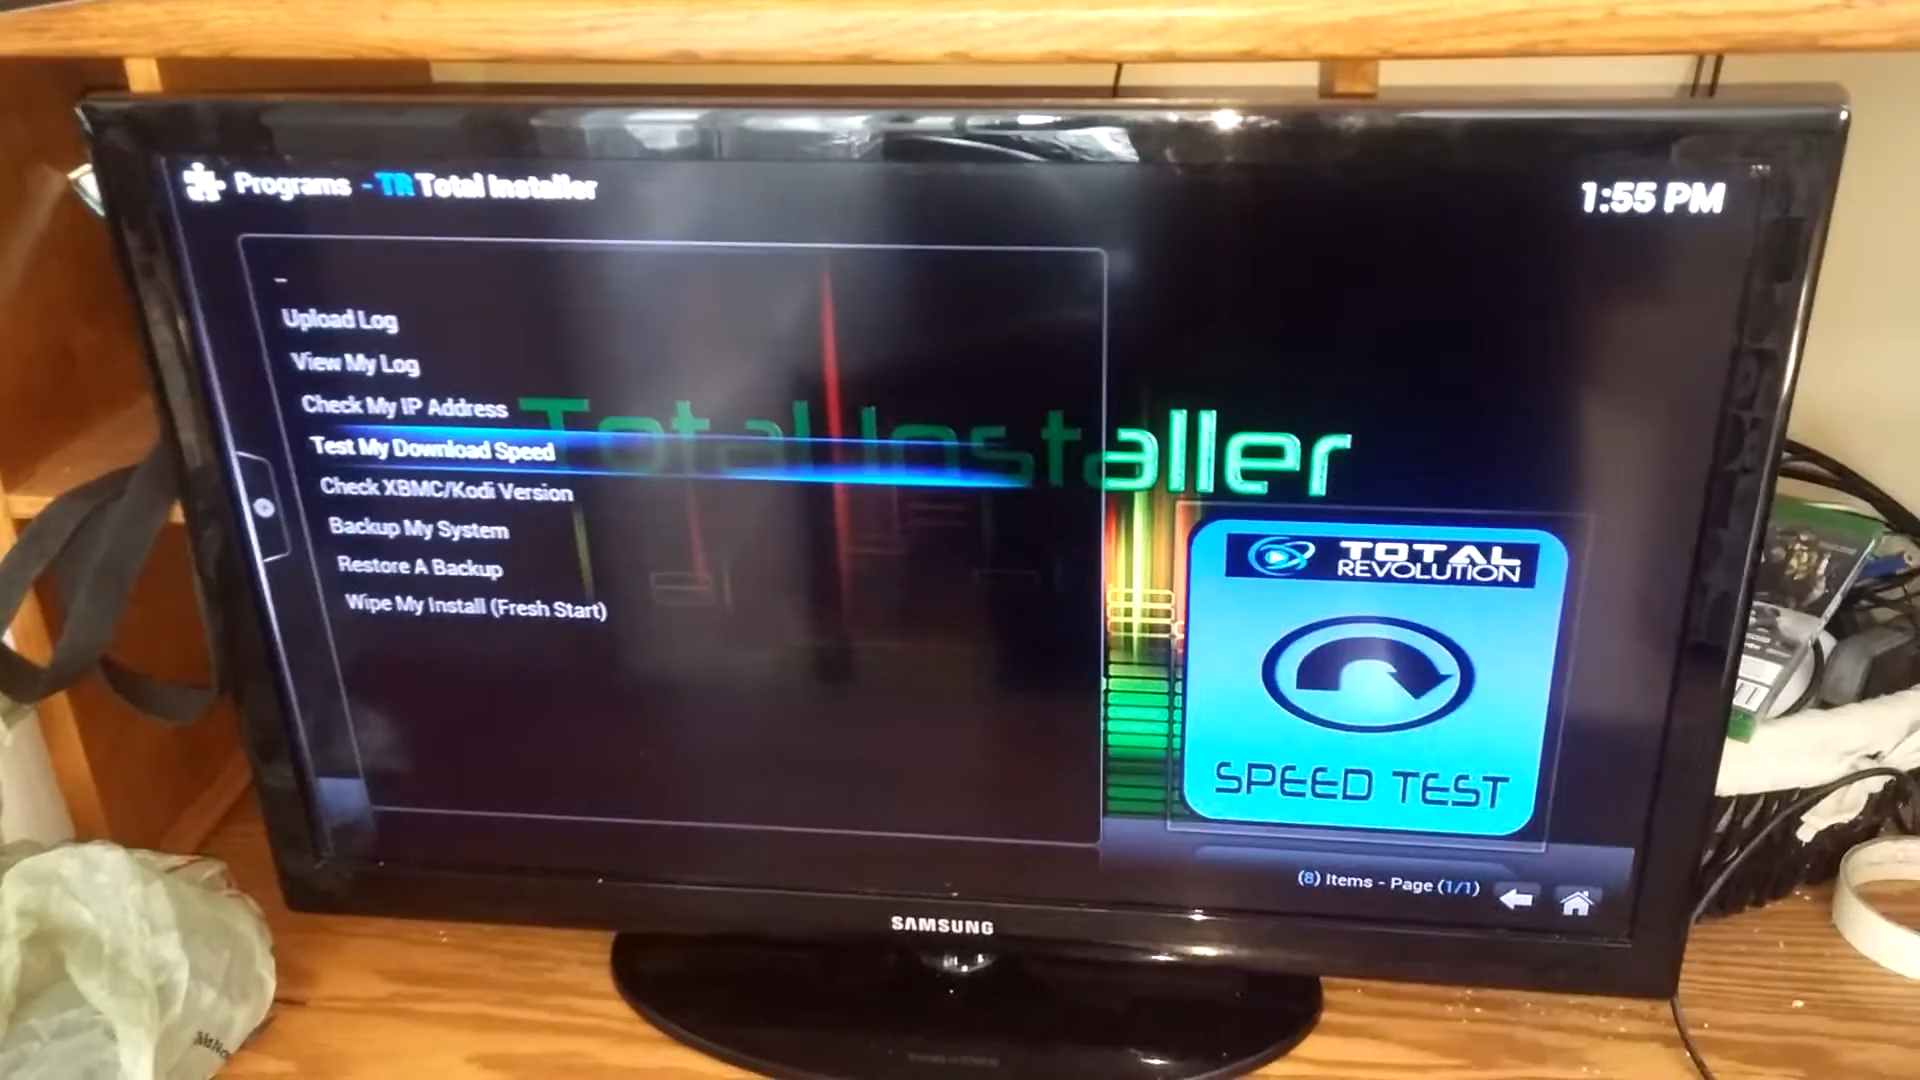 Programs - TR Total Installer
1:55 PM
Upload Log
View My Log
Check My IP Address
Test My Download Speed
Check XBMC/Kodi Version
Backup My System
Restore A Backup
Wipe My Install (Fresh Start)
Total Installer
TOTAL
REVOLUTION
SPEED TEST
(8) Items - Page (1/1)
SAMSUNG